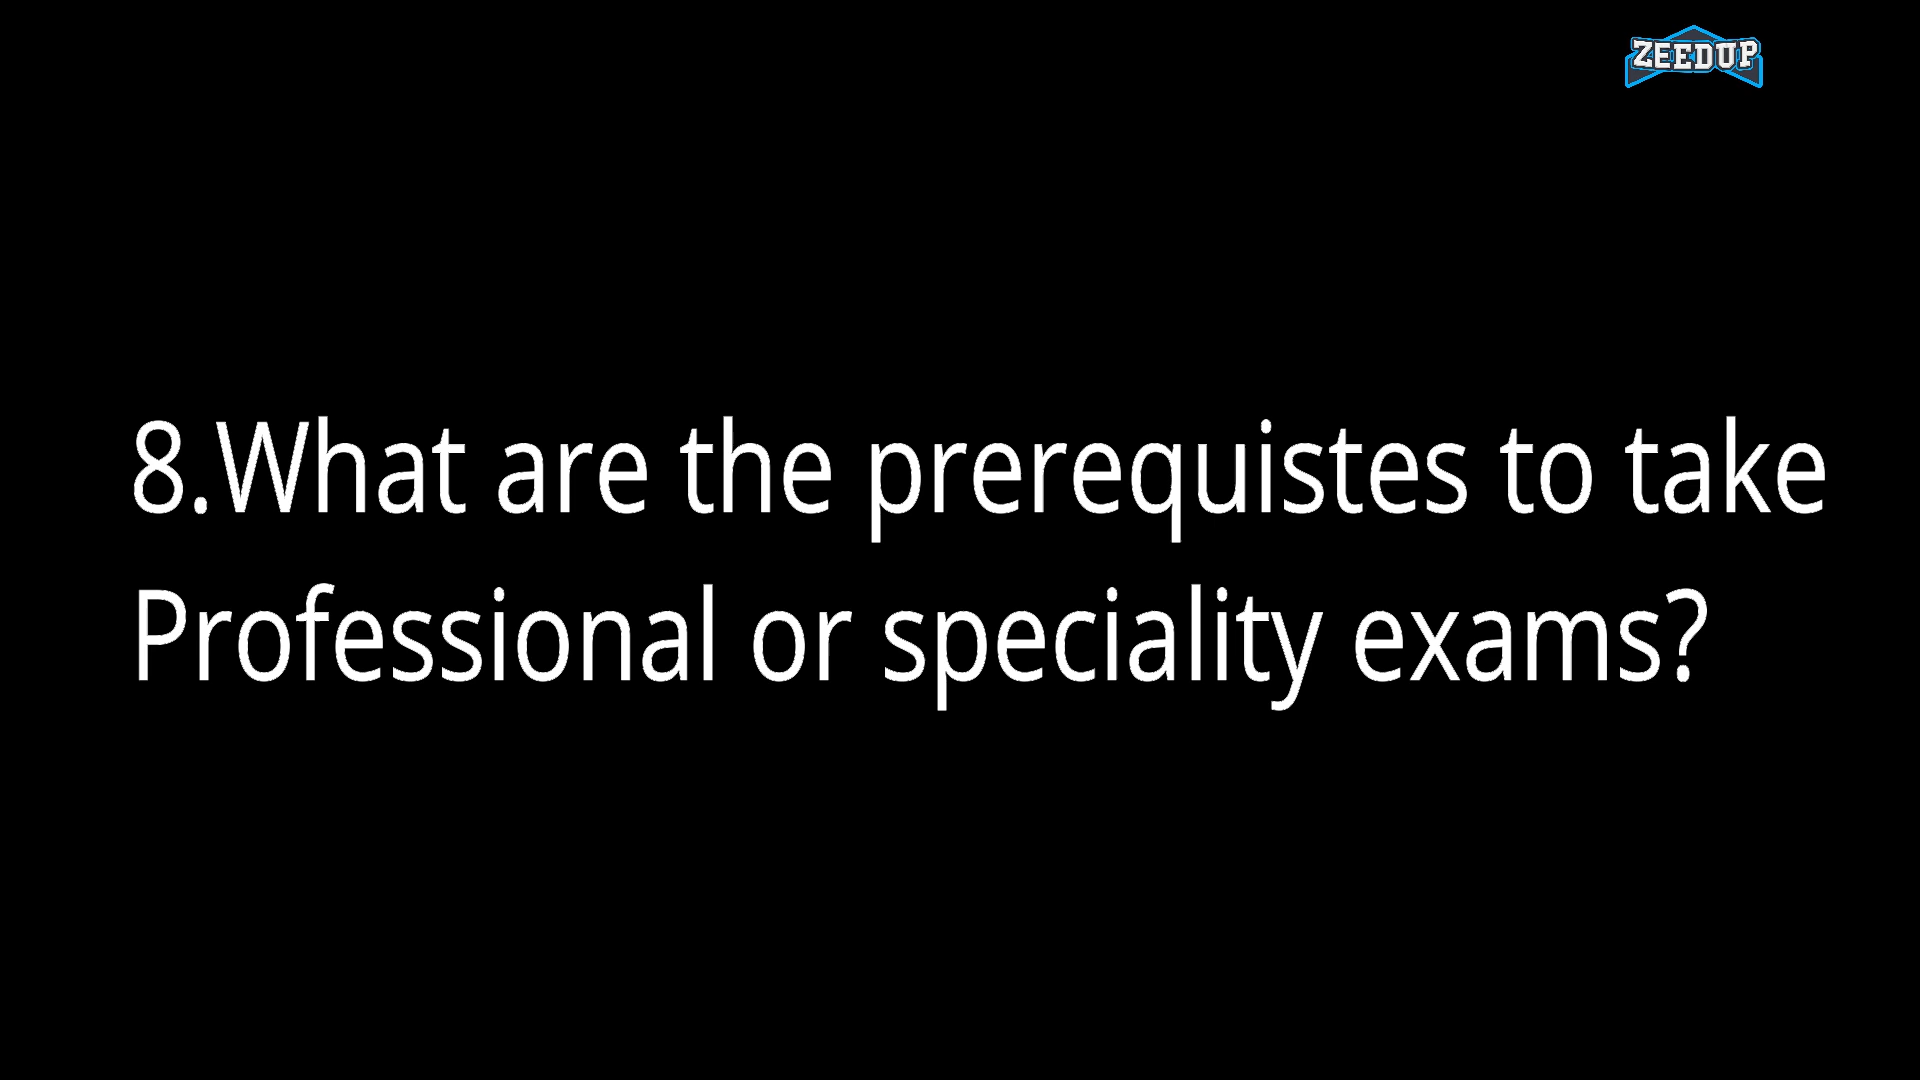 ZEEDUP
8.What are the prerequistes to take
Professional or speciality exams?